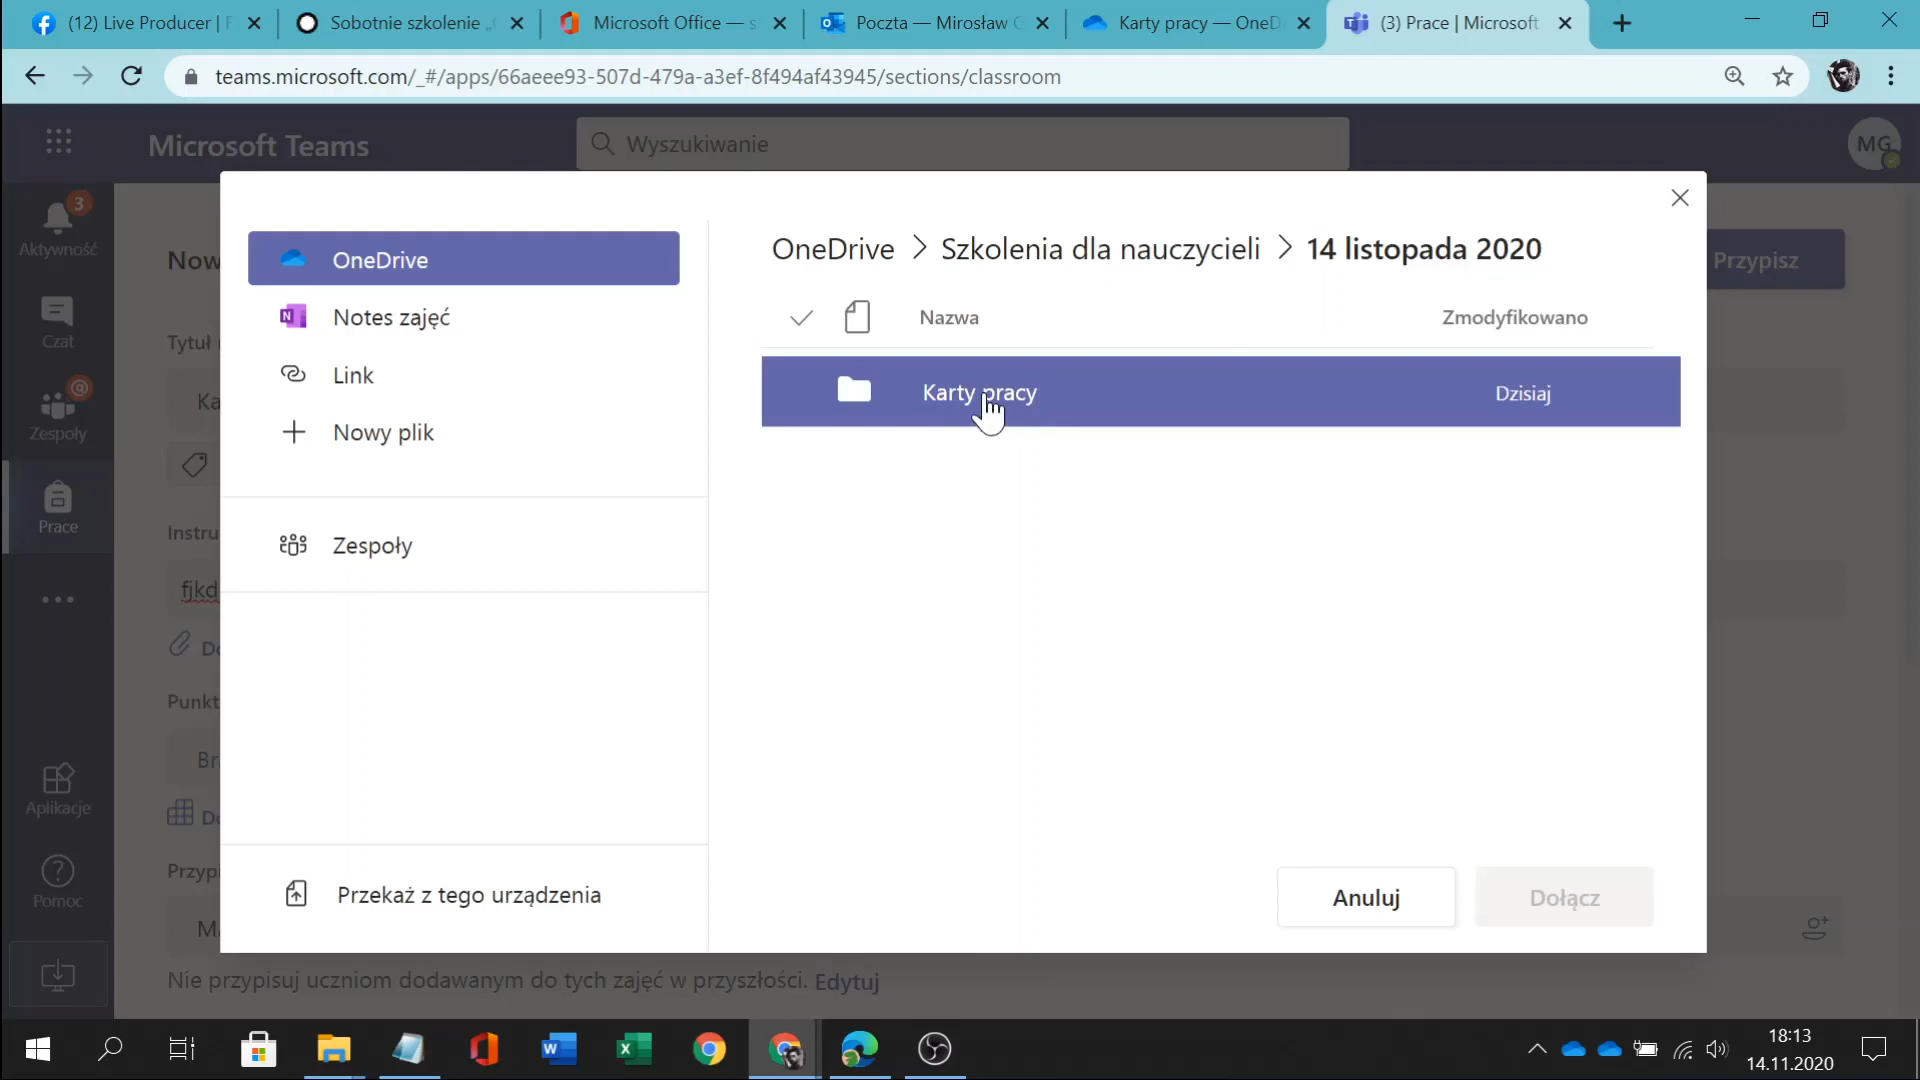 (12) Live Producer | F
Sobotnie szkolenie „
Microsoft Office — s
Poczta — Mirosław
Karty pracy — OneD
(3) Prace | Microsoft
teams.microsoft.com/_#/apps/66aeee93-507d-479a-a3ef-8f494af43945/sections/classroom
Microsoft Teams
Wyszukiwanie
MG
3
Aktywność
Czat
Zespoły
Prace
Aplikacje
Pomoc
Now
Przypisz
Tytuł
Ka
Instru
fjkd
Do
Punkt
Br
Do
Przypi
Ma
Nie przypisuj uczniom dodawanym do tych zajęć w przyszłości. Edytuj
OneDrive
Notes zajęć
Link
Nowy plik
Zespoły
Przekaż z tego urządzenia
OneDrive > Szkolenia dla nauczycieli > 14 listopada 2020
Nazwa Zmodyfikowano
Karty pracy Dzisiaj
Anuluj Dołącz
18:13
14.11.2020